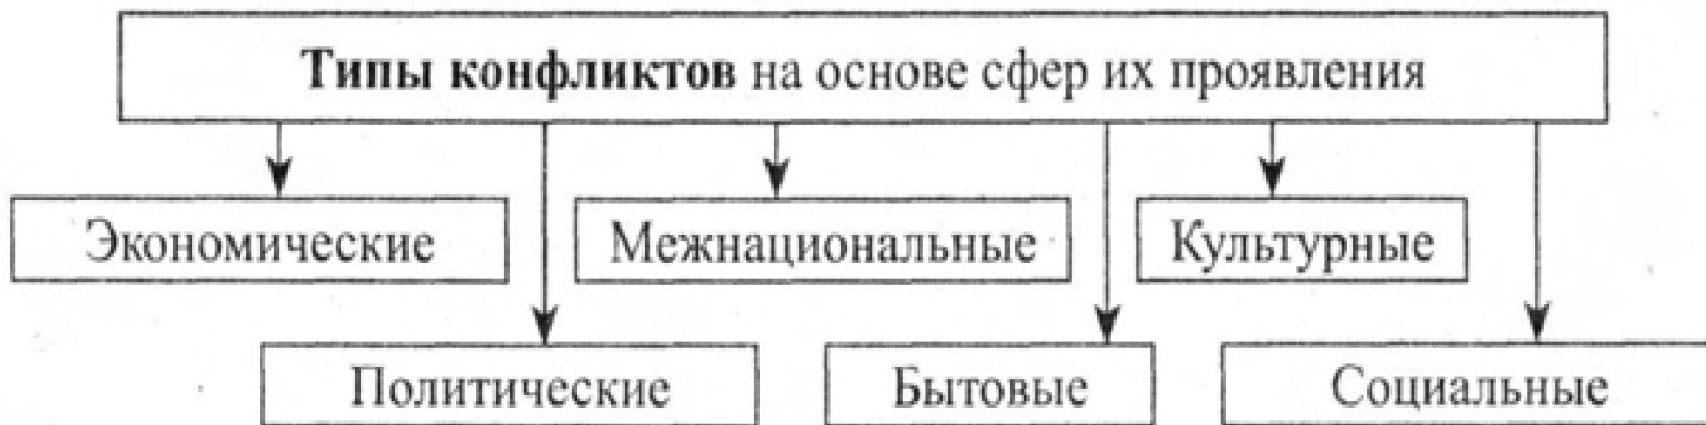 Типы конфликтов на основе сфер их проявления
Экономические
Межнациональные
Культурные
Политические
Бытовые
Социальные